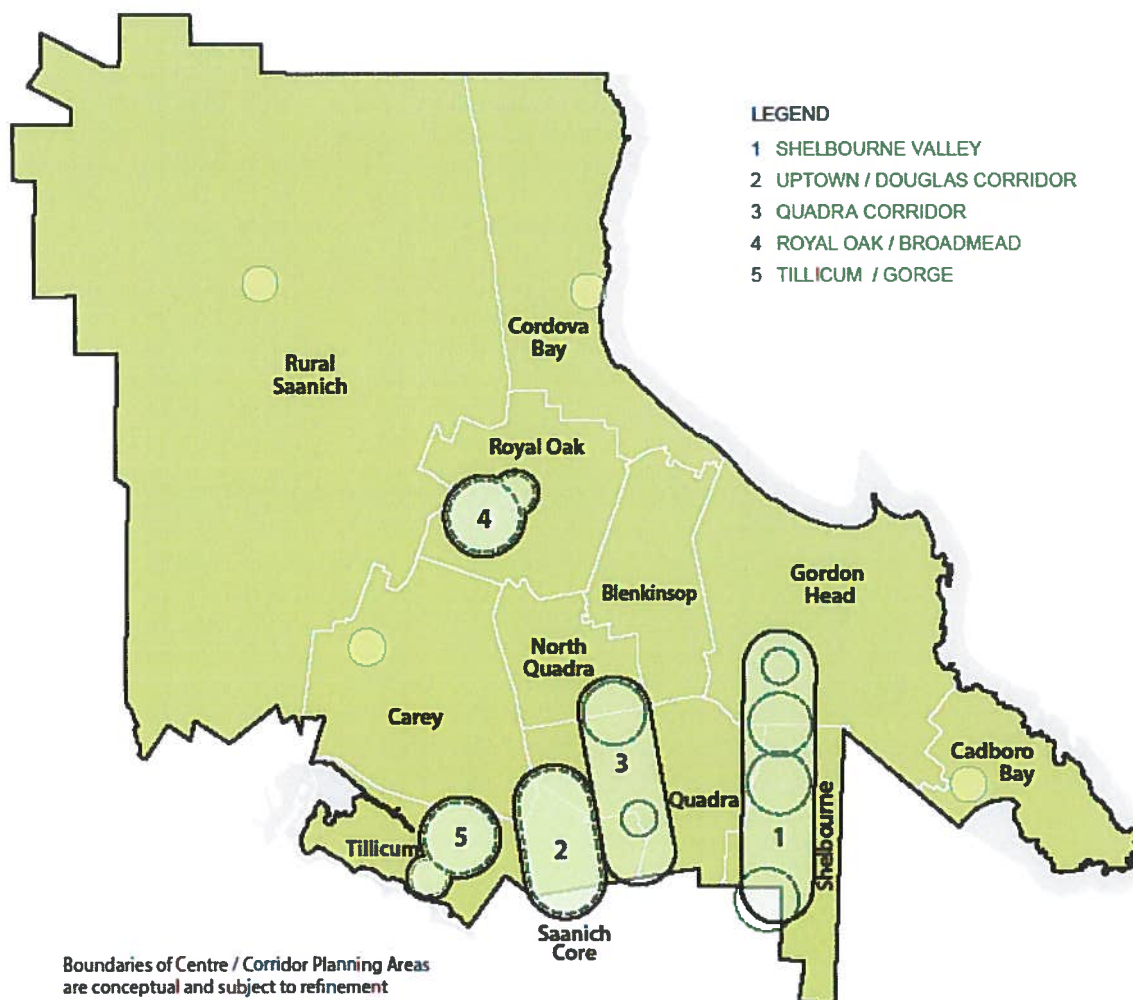 LEGEND
1 SHELBOURNE VALLEY
2 UPTOWN / DOUGLAS CORRIDOR
3 QUADRA CORRIDOR
4 ROYAL OAK / BROADMEAD
5 TILLICUM / GORGE
Cordova
Bay
Rural
Saanich
Royal Oak
4
Gordon
Head
Blenkinsop
North
Quadra
Carey
Cadboro
Bay
3
Quadra
Shelbourne
1
5
2
Tillicum
Saanich
Core
Boundaries of Centre / Corridor Planning Areas
are conceptual and subject to refinement